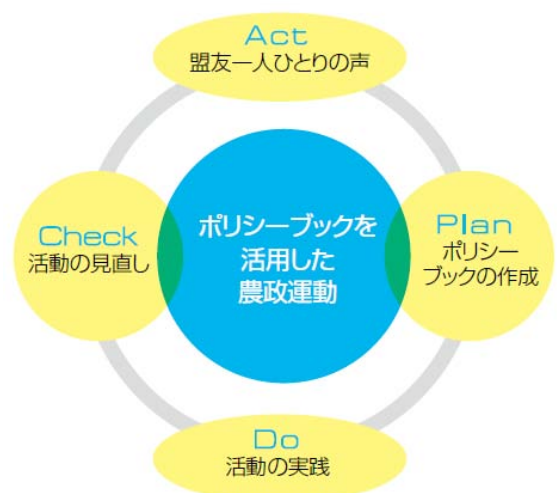 Act
盟友一人ひとりの声
Check
活動の見直し
ポリシーブックを
活用した
農政運動
Plan
ポリシー
ブックの作成
Do
活動の実践